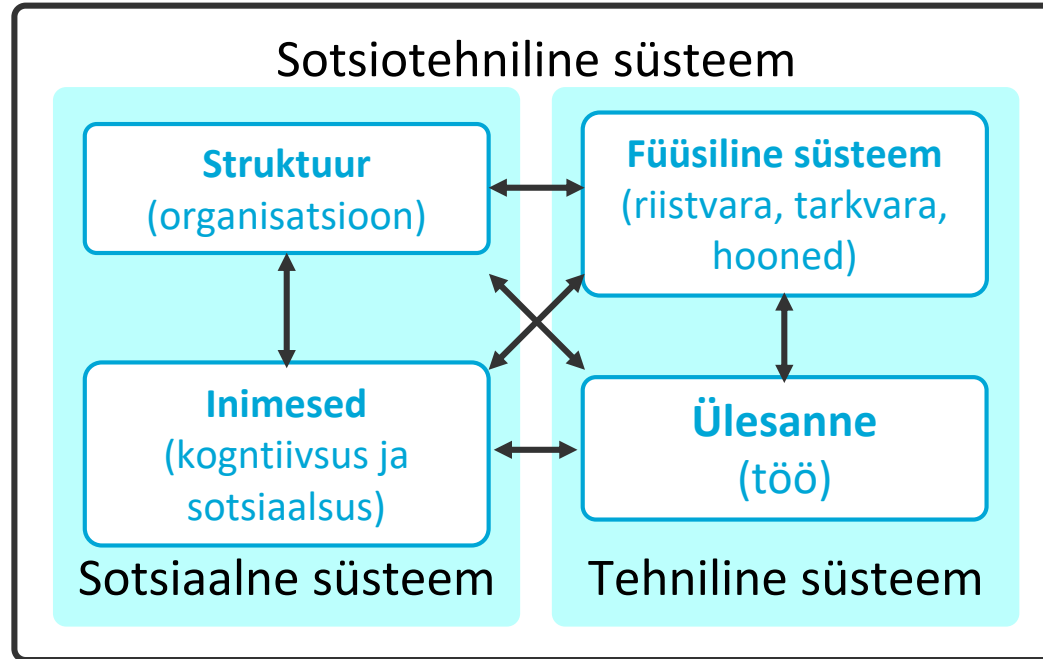 Sotsiotehniline süsteem
Struktuur
(organisatsioon)
Füüsiline süsteem
(riistvara, tarkvara,
hooned)
Inimesed
(kogntiivsus ja
sotsiaalsus)
Ülesanne
(töö)
Sotsiaalne süsteem
Tehniline süsteem